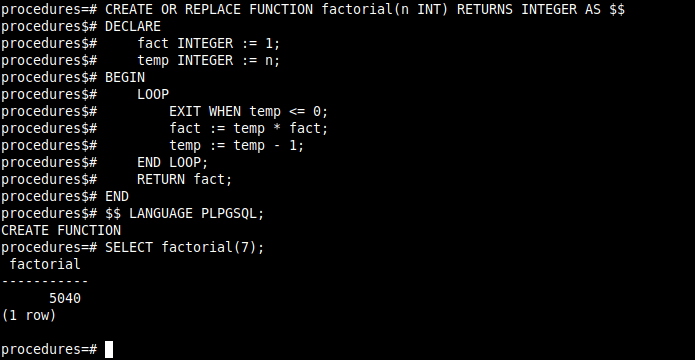 procedures=# CREATE OR REPLACE FUNCTION factorial(n INT) RETURNS INTEGER AS $$
procedures$# DECLARE
procedures$#     fact INTEGER := 1;
procedures$#     temp INTEGER := n;
procedures$# BEGIN
procedures$#     LOOP
procedures$#         EXIT WHEN temp <= 0;
procedures$#         fact := temp * fact;
procedures$#         temp := temp - 1;
procedures$#     END LOOP;
procedures$#     RETURN fact;
procedures$# END
procedures$# $$ LANGUAGE PLPGSQL;
CREATE FUNCTION
procedures=# SELECT factorial(7);
 factorial
-----------
      5040
(1 row)
procedures=#